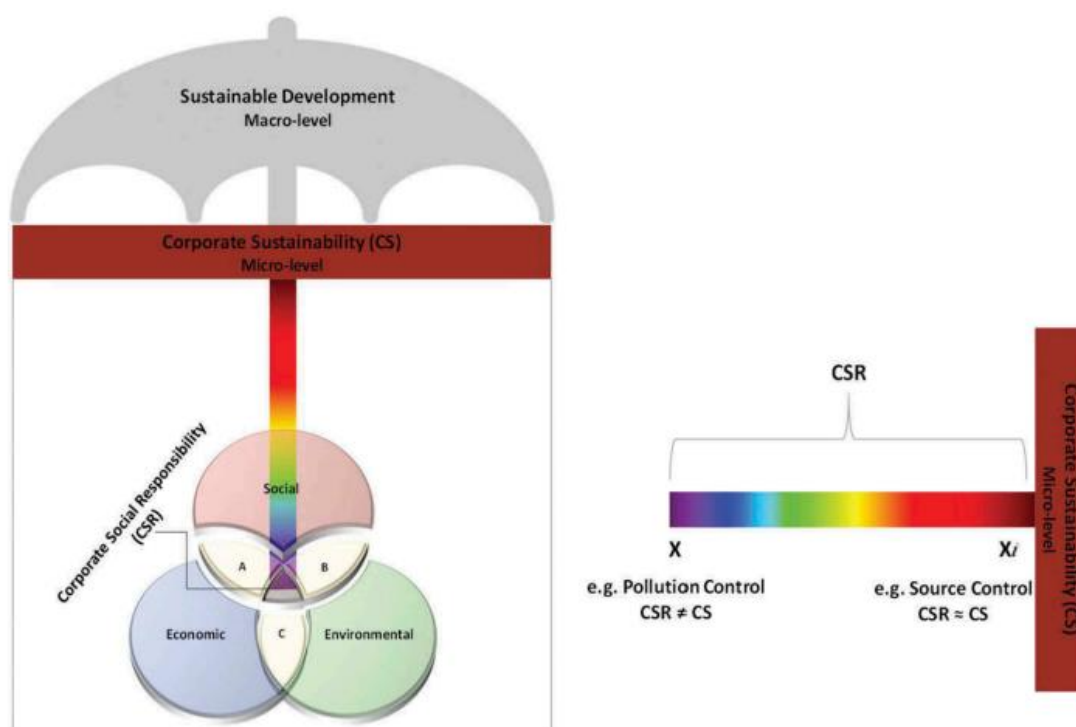 Sustainable Development
Macro-level
Corporate Sustainability (CS)
Micro-level
Corporate Social Responsibility
(CSR)
Social
A
B
Economic
C
Environmental
CSR
X
Xi
e.g. Pollution Control
CSR ≠ CS
e.g. Source Control
CSR ≈ CS
Corporate Sustainability (CS)
Micro-level